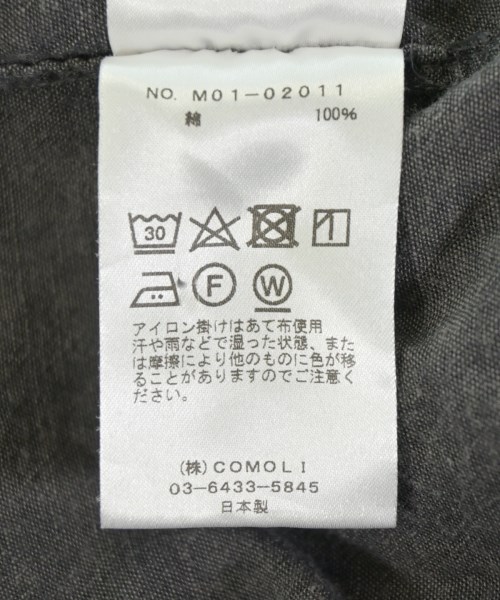 NO. M01-02011
綿 100%
30
F W
アイロン掛けはあて布使用
汗や雨などで湿った状態、また
は摩擦により他のものに色が移
ることがありますのでご注意く
ださい。
(株)COMOLI
03-6433-5845
日本製